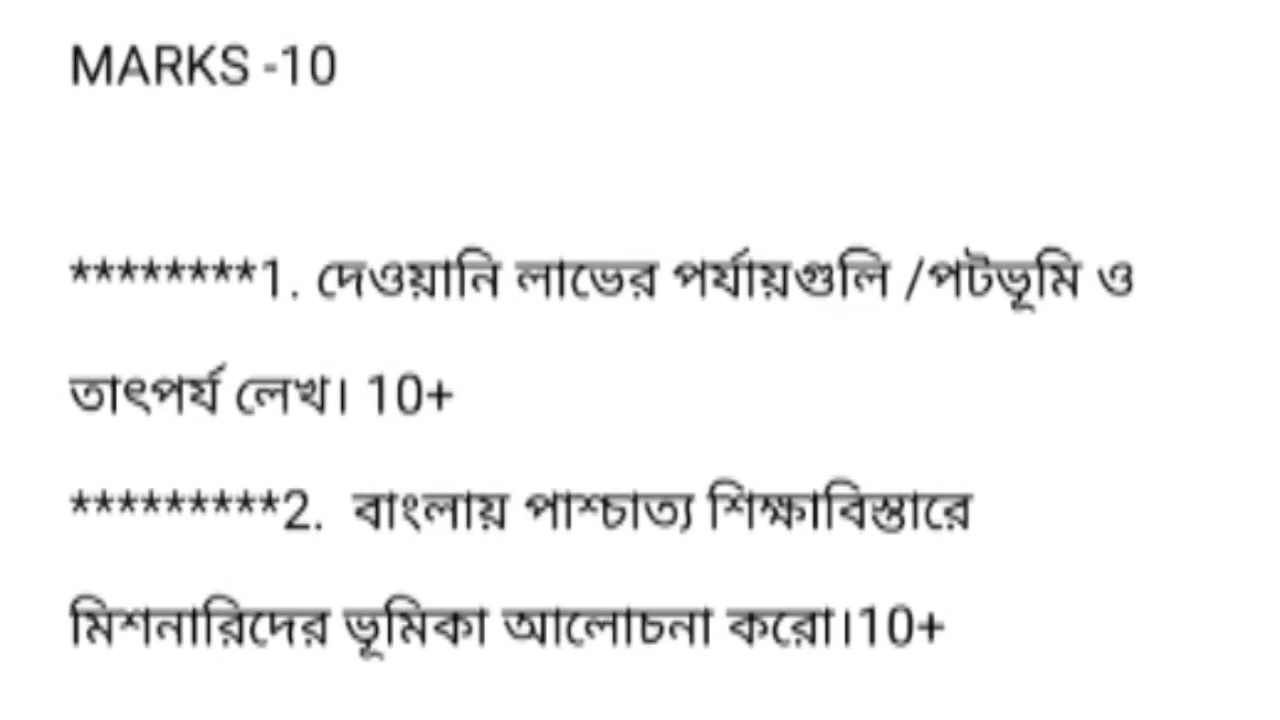 MARKS -10
********1. দেওয়ানি লাভের পর্যায়গুলি /পটভূমি ও
তাৎপর্য লেখ। 10+
*********2. বাংলায় পাশ্চাত্য শিক্ষাবিস্তারে
মিশনারিদের ভূমিকা আলোচনা করো।10+